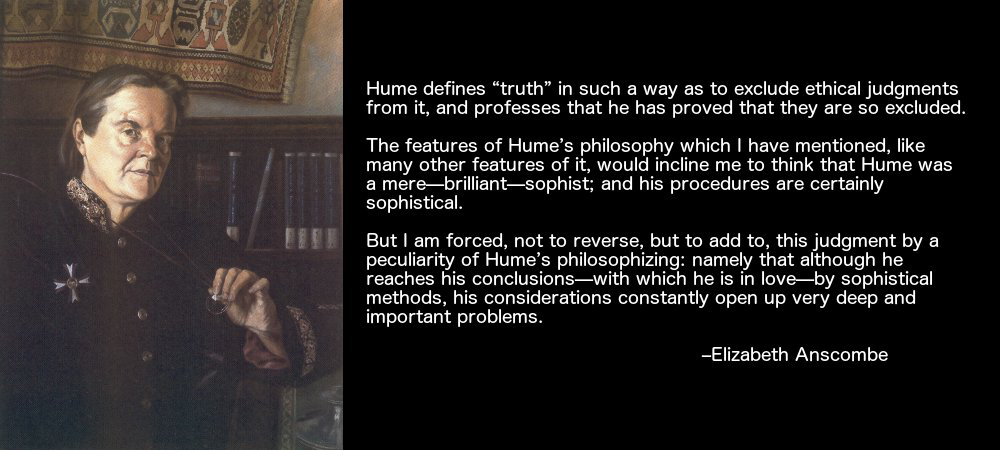 Hume defines “truth” in such a way as to exclude ethical judgments
from it, and professes that he has proved that they are so excluded.
The features of Hume’s philosophy which I have mentioned, like
many other features of it, would incline me to think that Hume was
a mere—brilliant—sophist; and his procedures are certainly
sophistical.
But I am forced, not to reverse, but to add to, this judgment by a
peculiarity of Hume’s philosophizing: namely that although he
reaches his conclusions—with which he is in love—by sophistical
methods, his considerations constantly open up very deep and
important problems.
–Elizabeth Anscombe